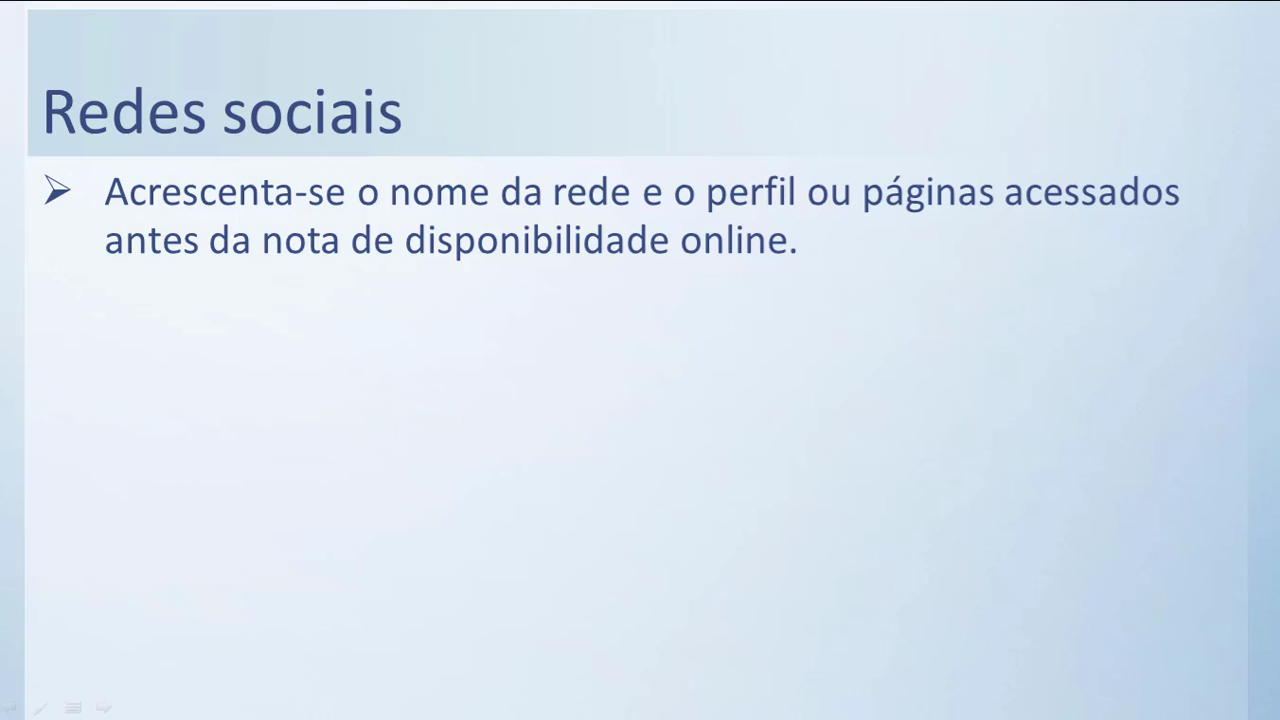 Redes sociais
➢ Acrescenta-se o nome da rede e o perfil ou páginas acessados
antes da nota de disponibilidade online.